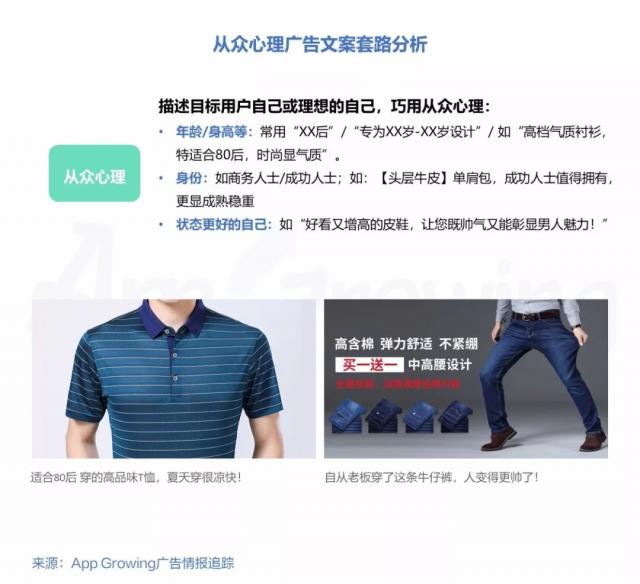 从众心理广告文案套路分析
描述目标用户自己或理想的自己，巧用从众心理：
从众心理
• 年龄/身高等：常用“XX后”/“专为XX岁-XX岁设计”/ 如“高档气质衬衫，
特适合80后，时尚显气质”。
• 身份：如商务人士/成功人士；如：【头层牛皮】单肩包，成功人士值得拥有，
更显成熟稳重
• 状态更好的自己：如“好看又增高的皮鞋，让您既帅气又能彰显男人魅力！”
高含棉 弹力舒适 不紧绷
买一送一 中高腰设计
适合80后 穿的高品味T恤，夏天穿很凉快！
自从老板穿了这条牛仔裤，人变得更帅了！
来源：App Growing广告情报追踪